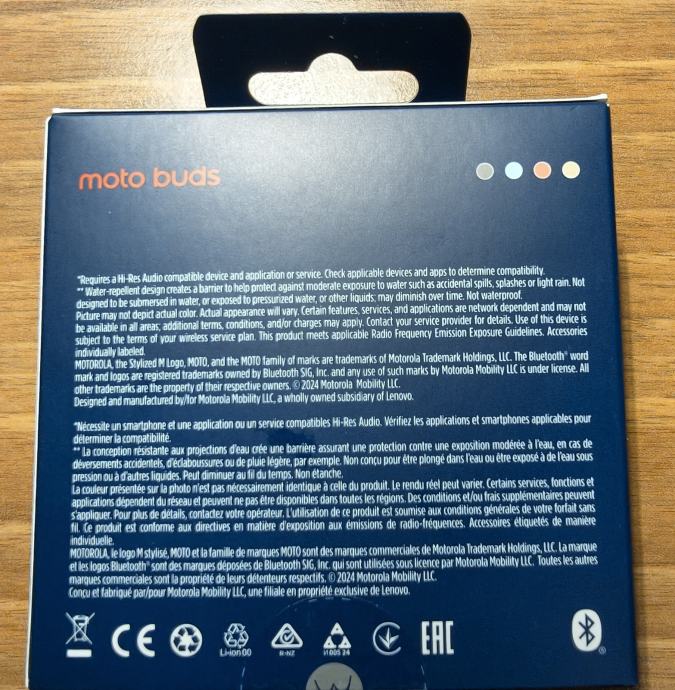 moto buds
*Requires a Hi-Res Audio compatible device and application or service. Check applicable devices and apps to determine compatibility.
** Water-repellent design creates a barrier to help protect against moderate exposure to water such as accidental spills, splashes or light rain. Not
designed to be submersed in water, or exposed to pressurized water, or other liquids; may diminish over time. Not waterproof.
Picture may not depict actual color. Actual appearance will vary. Certain features, services, and applications are network dependent and may not
be available in all areas; additional terms, conditions, and/or charges may apply. Contact your service provider for details. Use of this device is
subject to the terms of your wireless service plan. This product meets applicable Radio Frequency Emission Exposure Guidelines. Accessories
individually labeled.
MOTOROLA, the Stylized M Logo, MOTO, and the MOTO family of marks are trademarks of Motorola Trademark Holdings, LLC. The Bluetooth® word
mark and logos are registered trademarks owned by Bluetooth SIG, Inc. and any use of such marks by Motorola Mobility LLC is under license. All
other trademarks are the property of their respective owners. © 2024 Motorola Mobility LLC.
Designed and manufactured by/for Motorola Mobility LLC, a wholly owned subsidiary of Lenovo.
*Nécessite un smartphone et une application ou un service compatibles Hi-Res Audio. Vérifiez les applications et smartphones applicables pour
déterminer la compatibilité.
** La conception résistante aux projections d'eau crée une barrière assurant une protection contre une exposition modérée à l'eau, en cas de
déversements accidentels, d'éclaboussures ou de pluie légère, par exemple. Non conçu pour être plongé dans l'eau ou être exposé à de l'eau sous
pression ou à d'autres liquides. Peut diminuer au fil du temps. Non étanche.
La couleur présentée sur la photo n'est pas nécessairement identique à celle du produit. Le rendu réel peut varier. Certains services, fonctions et
applications dépendent du réseau et peuvent ne pas être disponibles dans toutes les régions. Des conditions et/ou frais supplémentaires peuvent
s'appliquer. Pour plus de détails, contactez votre opérateur. L'utilisation de ce produit est soumise aux conditions générales de votre forfait sans
fil. Ce produit est conforme aux directives en matière d'exposition aux émissions de radio-fréquences. Accessoires étiquetés de manière
individuelle.
MOTOROLA, le logo M stylisé, MOTO et la famille de marques MOTO sont des marques commerciales de Motorola Trademark Holdings, LLC. La marque
et les logos Bluetooth® sont des marques déposées de Bluetooth SIG, Inc. qui sont utilisées sous licence par Motorola Mobility LLC. Toutes les autres
marques commerciales sont la propriété de leurs détenteurs respectifs. © 2024 Motorola Mobility LLC.
Conçu et fabriqué par/pour Motorola Mobility LLC, une filiale en propriété exclusive de Lenovo.
CE
EAC
Li-ion 00
R-NZ